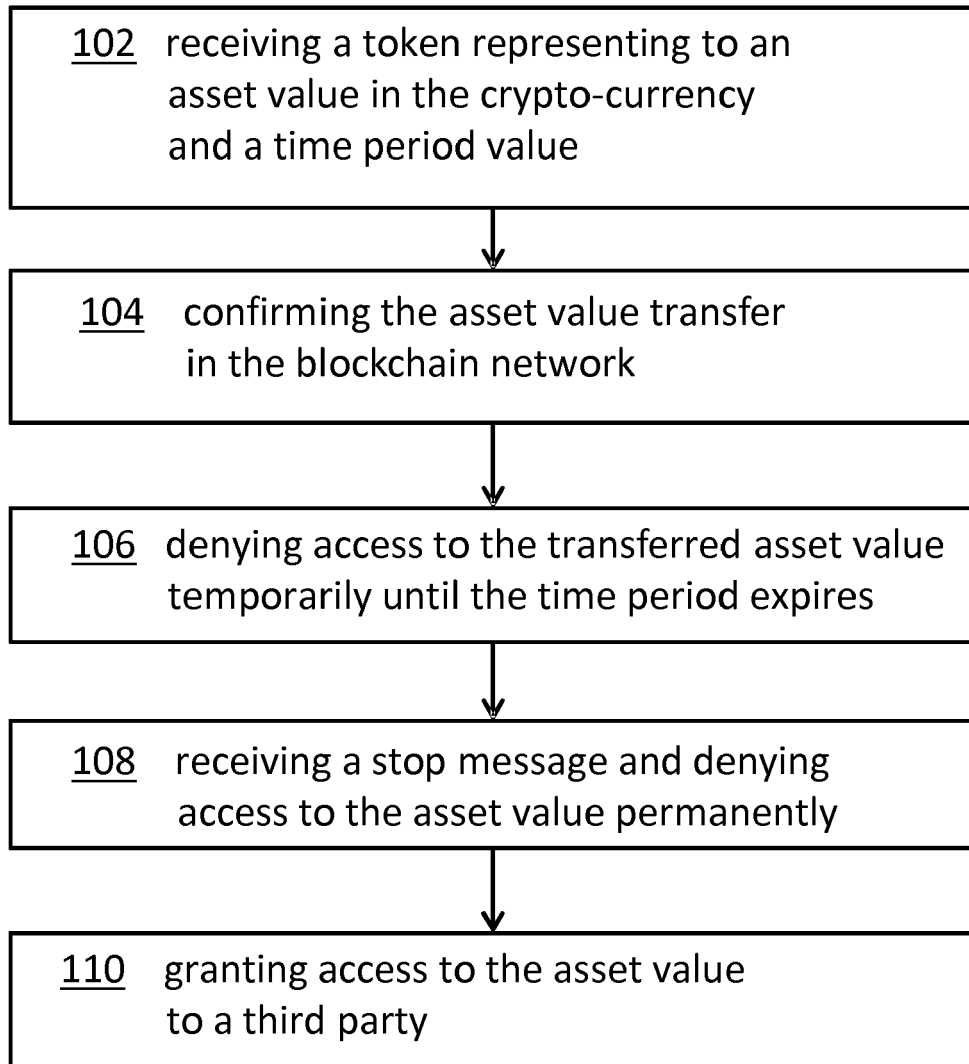 102 receiving a token representing to an
asset value in the crypto-currency
and a time period value
104 confirming the asset value transfer
in the blockchain network
106 denying access to the transferred asset value
temporarily until the time period expires
108 receiving a stop message and denying
access to the asset value permanently
110 granting access to the asset value
to a third party